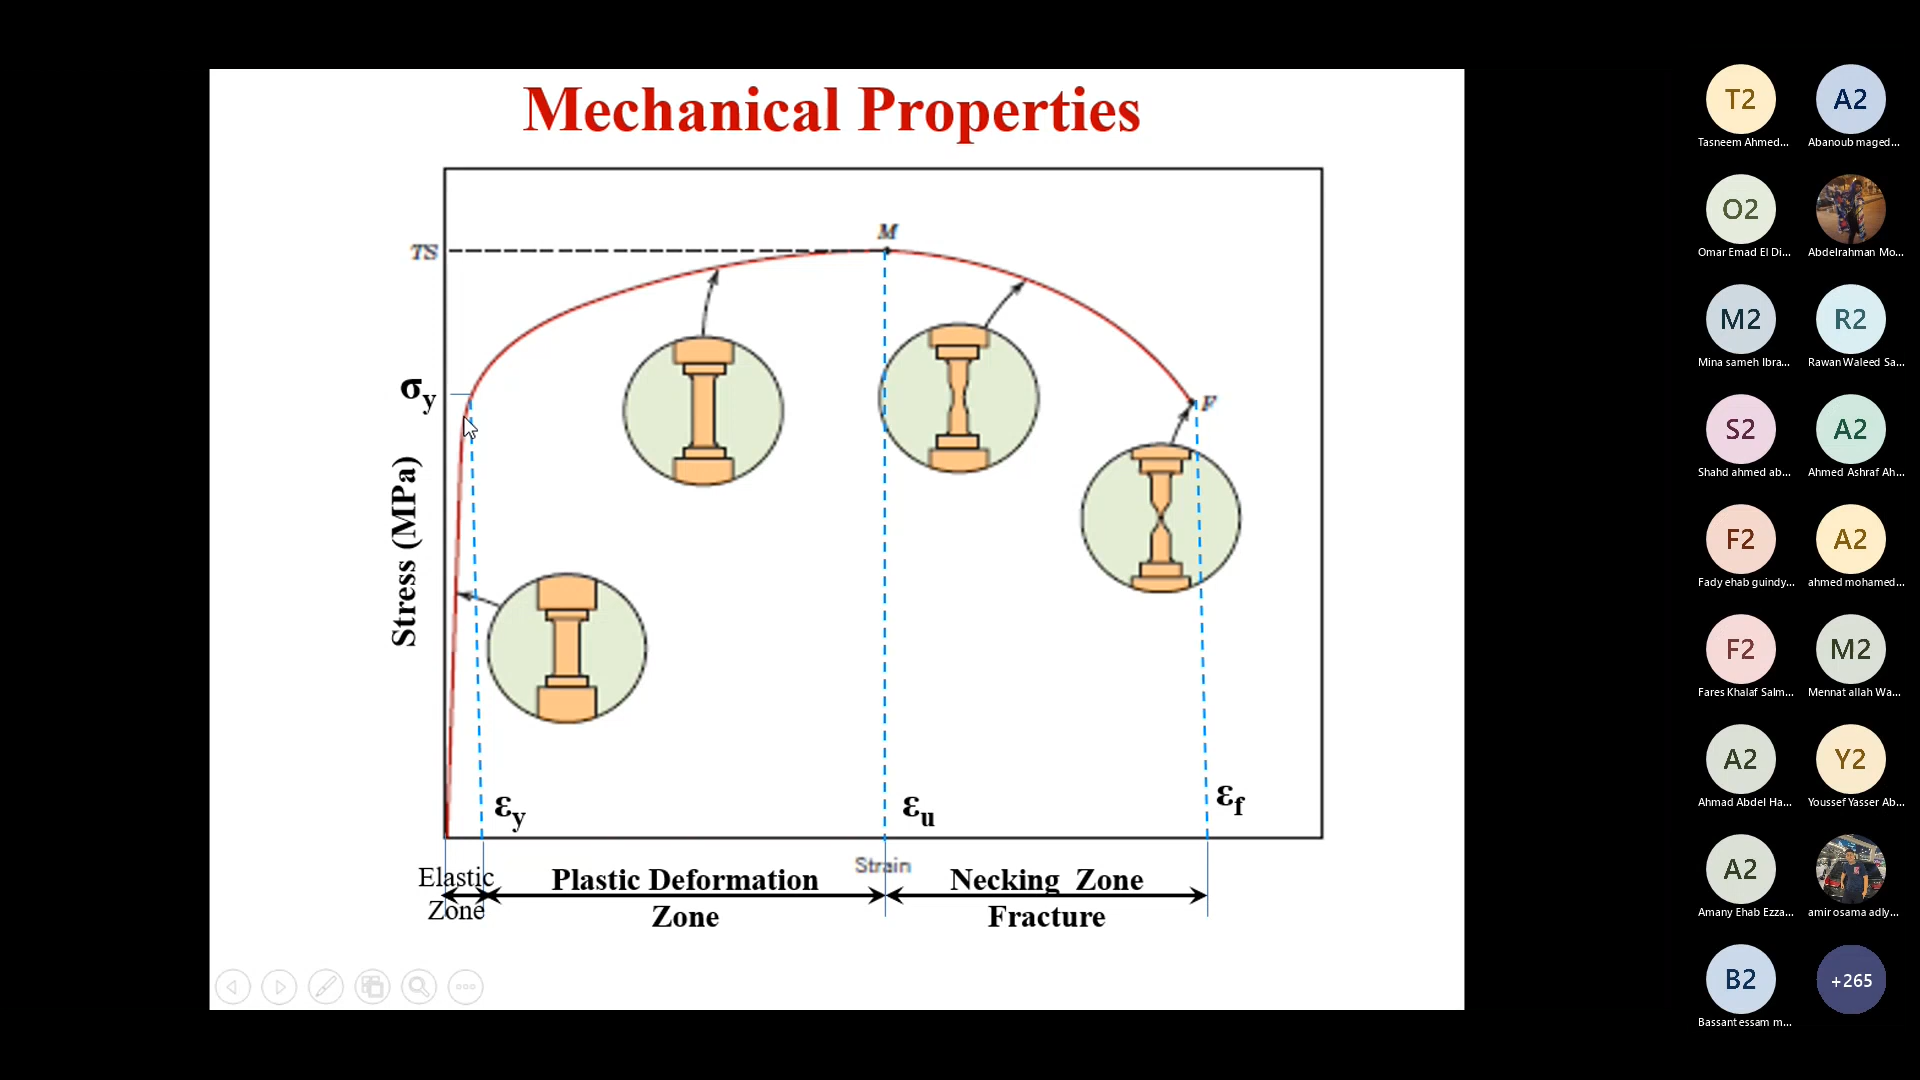 Mechanical Properties
M
TS
σy
F
Stress (MPa)
εy
εu
εf
Strain
Elastic
Zone
Plastic Deformation
Zone
Necking Zone
Fracture
T2
Tasneem Ahmed...
A2
Abanoub maged...
O2
Omar Emad El Di...
Abdelrahman Mo...
M2
Mina sameh Ibra...
R2
Rawan Waleed Sa...
S2
Shahd ahmed ab...
A2
Ahmed Ashraf Ah...
F2
Fady ehab guindy...
A2
ahmed mohamed...
F2
Fares Khalaf Salm...
M2
Mennat allah Wa...
A2
Ahmad Abdel Ha...
Y2
Youssef Yasser Ab...
A2
Amany Ehab Ezza...
amir osama adly...
B2
Bassant essam m...
+265